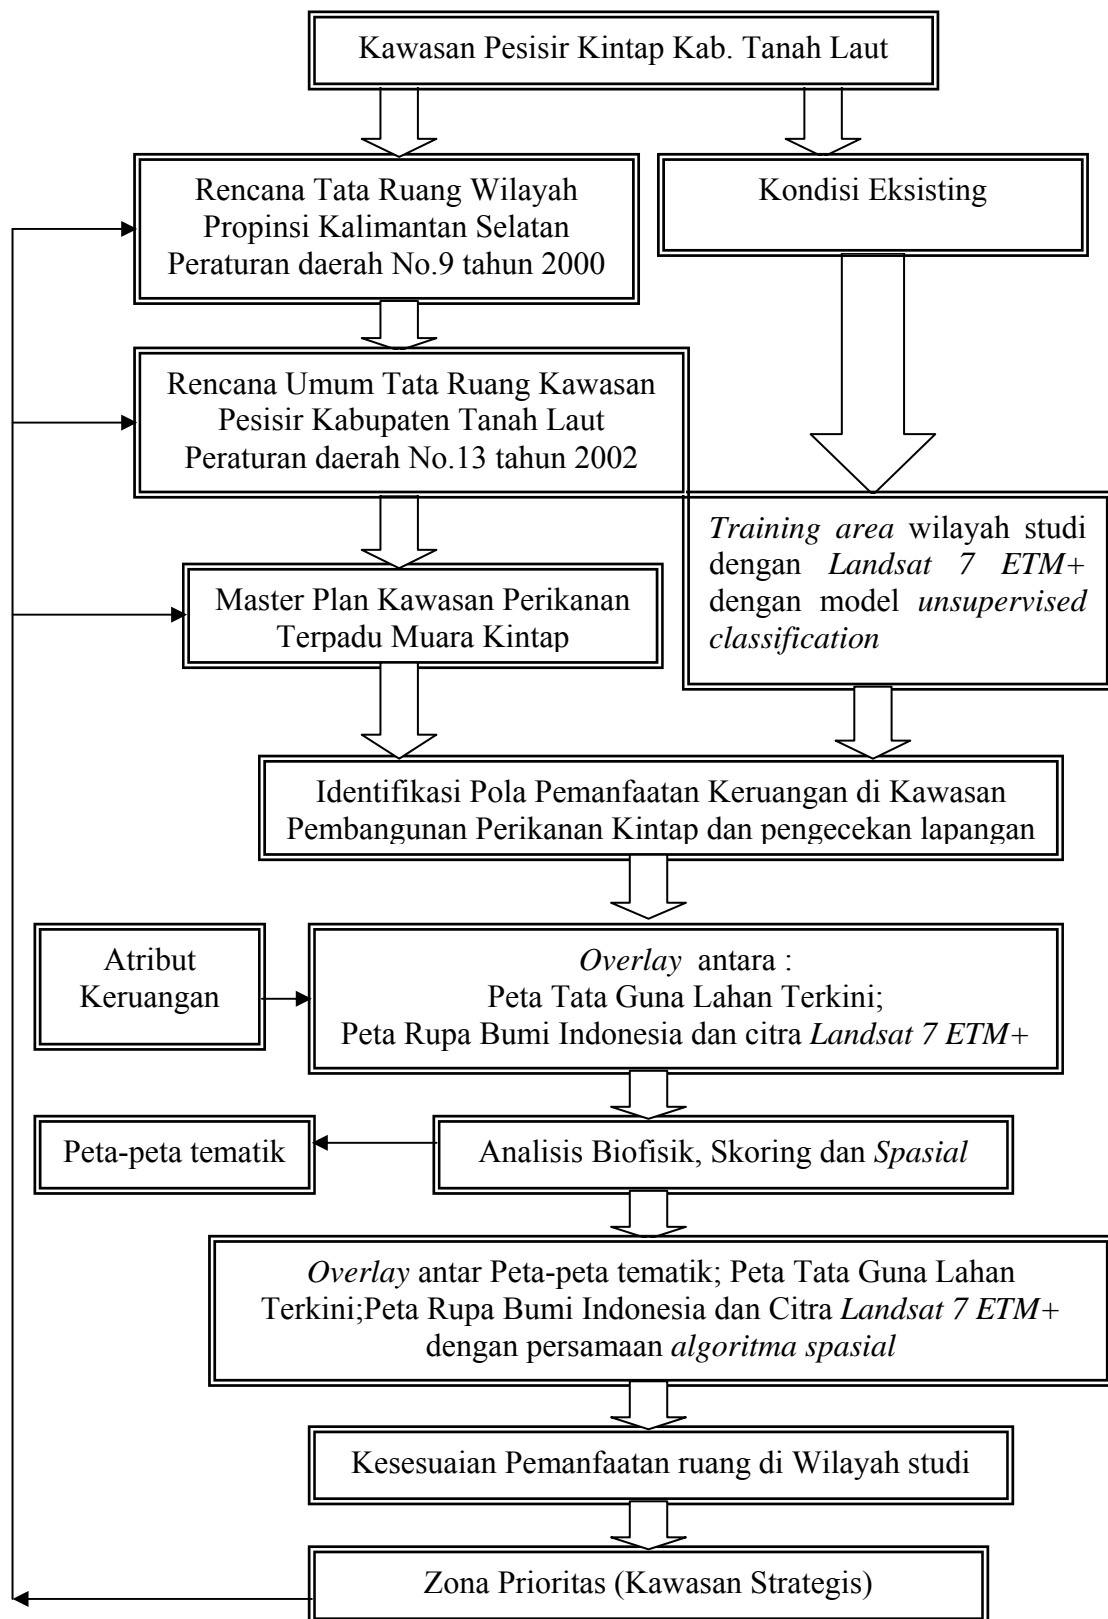 Kawasan Pesisir Kintap Kab. Tanah Laut
Rencana Tata Ruang Wilayah
Propinsi Kalimantan Selatan
Peraturan daerah No.9 tahun 2000
Kondisi Eksisting
Rencana Umum Tata Ruang Kawasan
Pesisir Kabupaten Tanah Laut
Peraturan daerah No.13 tahun 2002
Training area wilayah studi
dengan Landsat 7 ETM+
dengan model unsupervised
classification
Master Plan Kawasan Perikanan
Terpadu Muara Kintap
Identifikasi Pola Pemanfaatan Keruangan di Kawasan
Pembangunan Perikanan Kintap dan pengecekan lapangan
Atribut
Keruangan
Overlay antara :
Peta Tata Guna Lahan Terkini;
Peta Rupa Bumi Indonesia dan citra Landsat 7 ETM+
Peta-peta tematik
Analisis Biofisik, Skoring dan Spasial
Overlay antar Peta-peta tematik; Peta Tata Guna Lahan
Terkini;Peta Rupa Bumi Indonesia dan Citra Landsat 7 ETM+
dengan persamaan algoritma spasial
Kesesuaian Pemanfaatan ruang di Wilayah studi
Zona Prioritas (Kawasan Strategis)